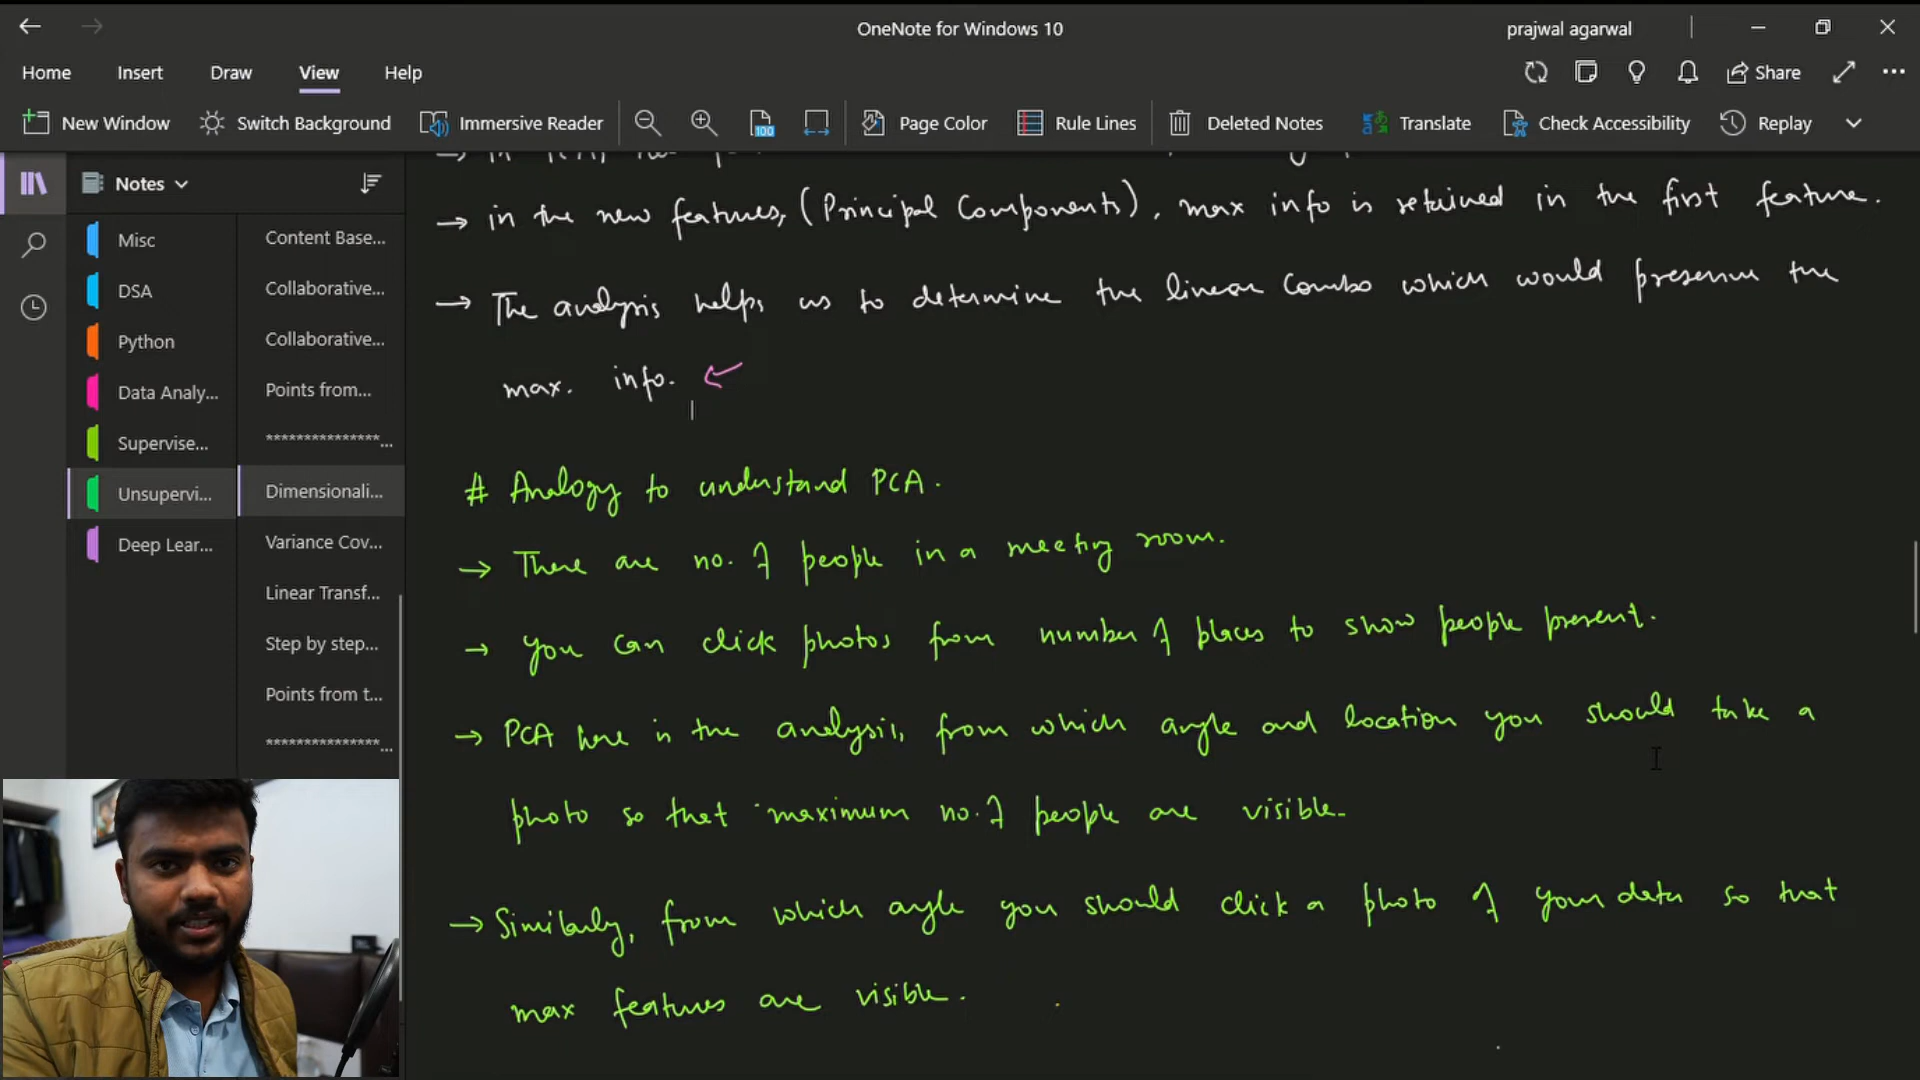 OneNote for Windows 10
prajwal agarwal
Home Insert Draw View Help
Share
New Window Switch Background Immersive Reader 100 Page Color Rule Lines Deleted Notes Translate Check Accessibility Replay
Notes
Misc
DSA
Python
Data Analy...
Supervise...
Unsupervi...
Deep Lear...
Content Base...
Collaborative...
Collaborative...
Points from...
***************...
Dimensionali...
Variance Cov...
Linear Transf...
Step by step...
Points from t...
***************...
→ in the new features, (Principal Components), max info is retained in the first feature.
→ The analysis helps us to determine the linear combo which would preserve the
max. info. ←
# Analogy to understand PCA.
→ There are no. of people in a meeting room.
→ you can click photos from number of places to show people present.
→ PCA here is the analysis, from which angle and location you should take a
photo so that maximum no. of people are visible.
→ Similarly, from which angle you should click a photo of your data so that
max features are visible.